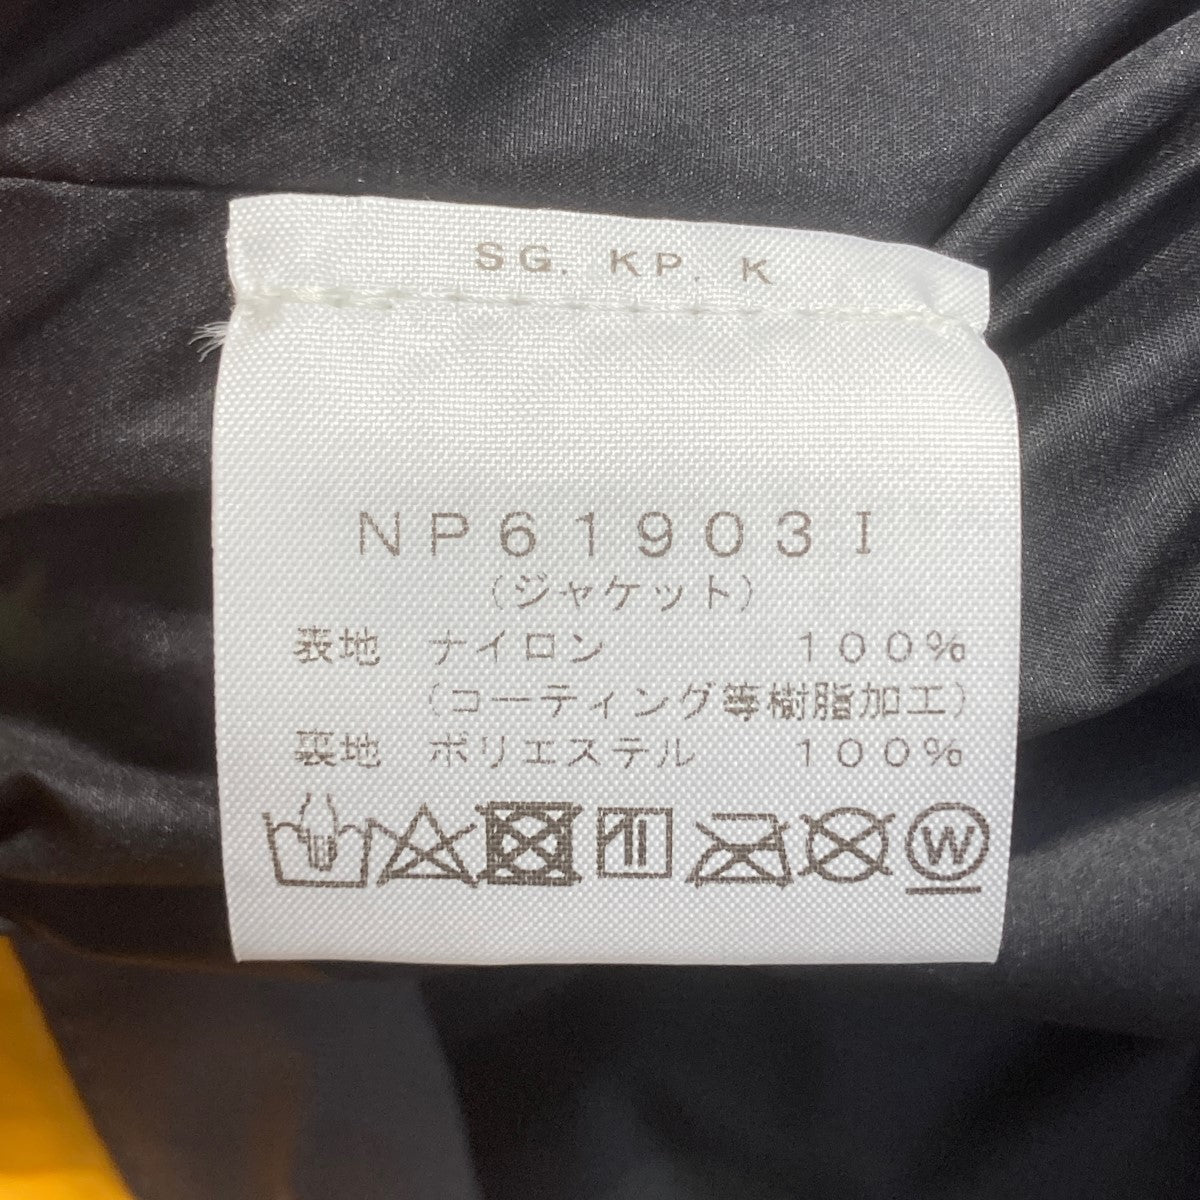 SG. KP. K
NP61903I
(ジャケット)
表地 ナイロン 100%
(コーティング等樹脂加工)
裏地 ポリエステル 100%
W